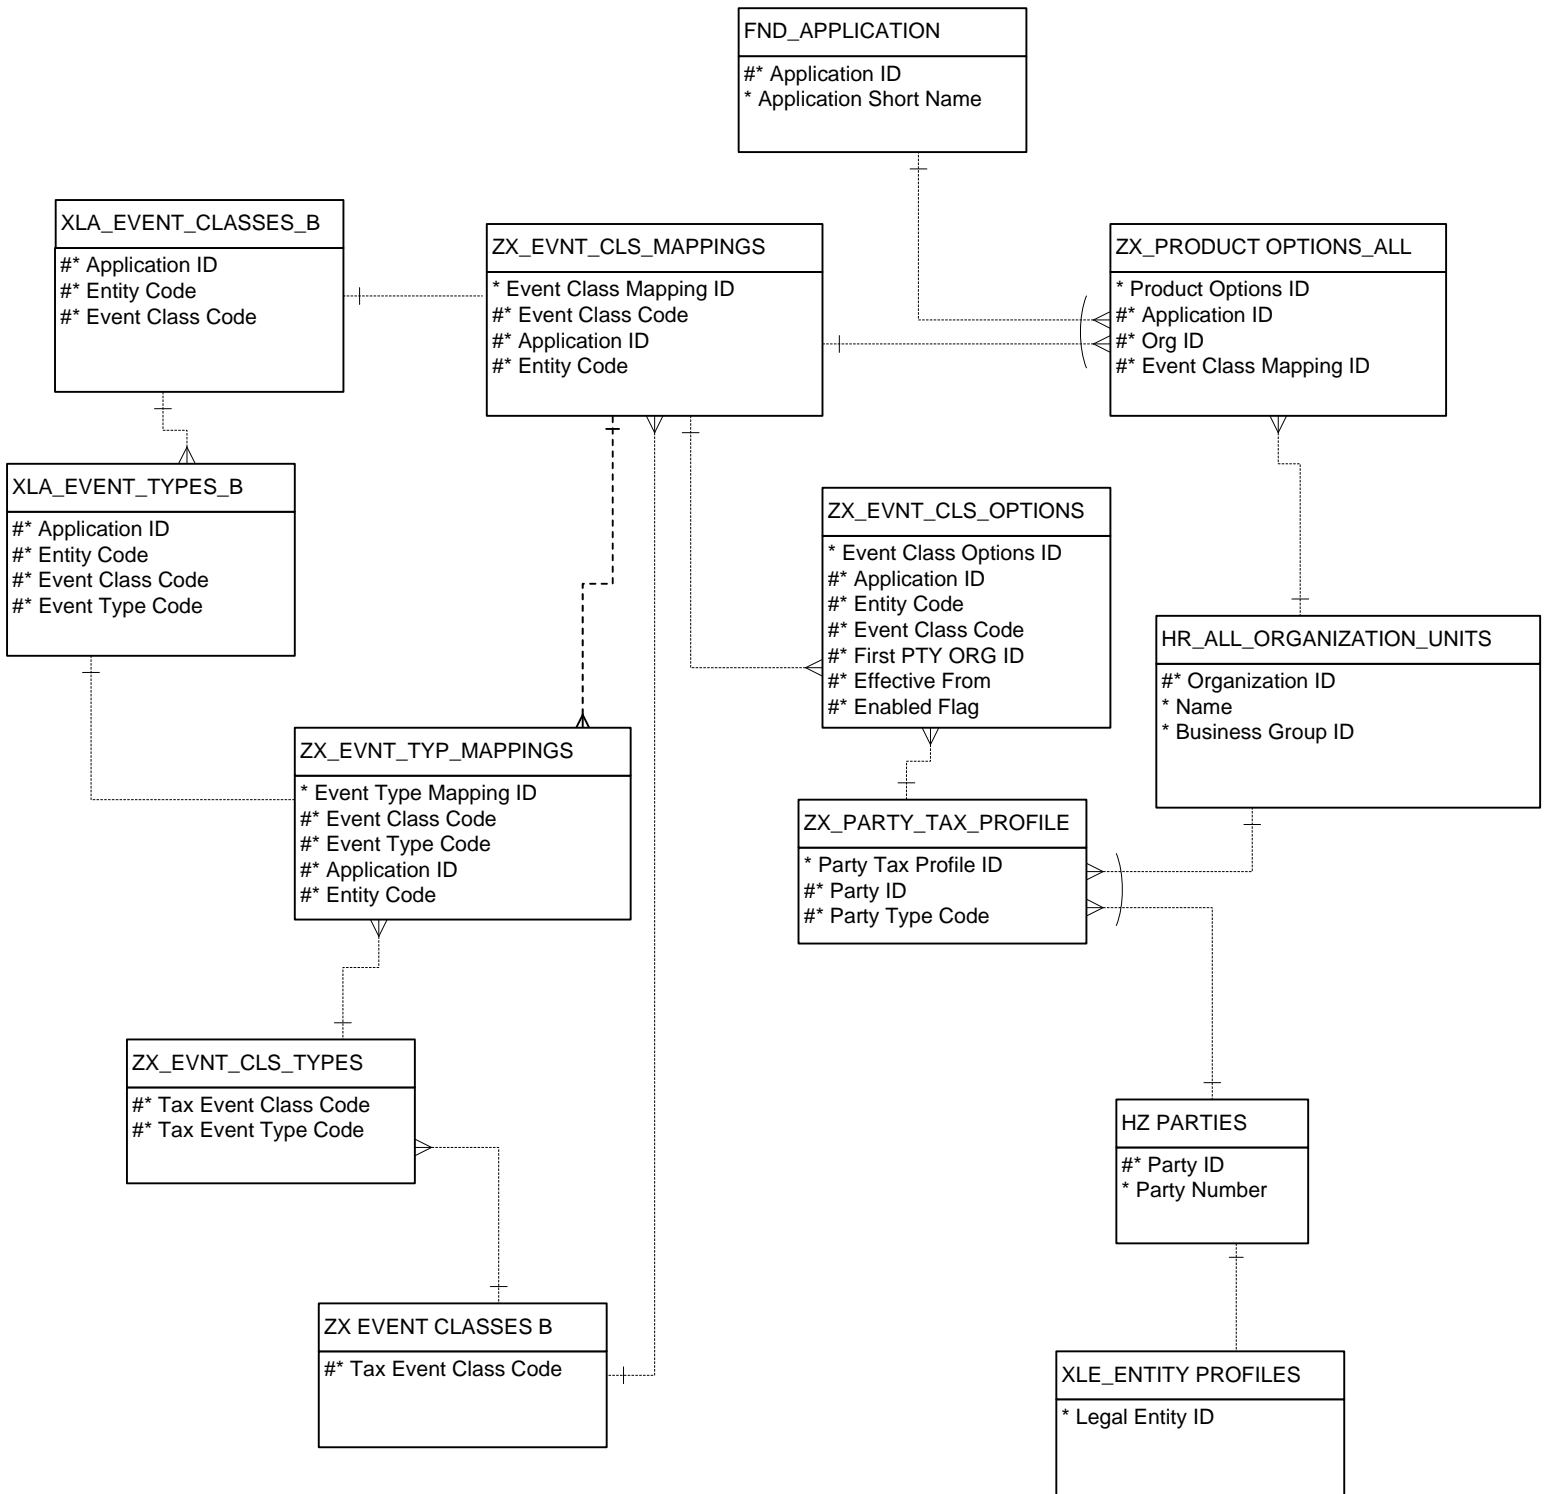 FND_APPLICATION
#* Application ID
* Application Short Name
XLA_EVENT_CLASSES_B
#* Application ID
#* Entity Code
#* Event Class Code
ZX_EVNT_CLS_MAPPINGS
* Event Class Mapping ID
#* Event Class Code
#* Application ID
#* Entity Code
ZX_PRODUCT OPTIONS_ALL
* Product Options ID
#* Application ID
#* Org ID
#* Event Class Mapping ID
XLA_EVENT_TYPES_B
#* Application ID
#* Entity Code
#* Event Class Code
#* Event Type Code
ZX_EVNT_CLS_OPTIONS
* Event Class Options ID
#* Application ID
#* Entity Code
#* Event Class Code
#* First PTY ORG ID
#* Effective From
#* Enabled Flag
HR_ALL_ORGANIZATION_UNITS
#* Organization ID
* Name
* Business Group ID
ZX_EVNT_TYP_MAPPINGS
* Event Type Mapping ID
#* Event Class Code
#* Event Type Code
#* Application ID
#* Entity Code
ZX_PARTY_TAX_PROFILE
* Party Tax Profile ID
#* Party ID
#* Party Type Code
ZX_EVNT_CLS_TYPES
#* Tax Event Class Code
#* Tax Event Type Code
HZ PARTIES
#* Party ID
* Party Number
ZX EVENT CLASSES B
#* Tax Event Class Code
XLE_ENTITY PROFILES
* Legal Entity ID